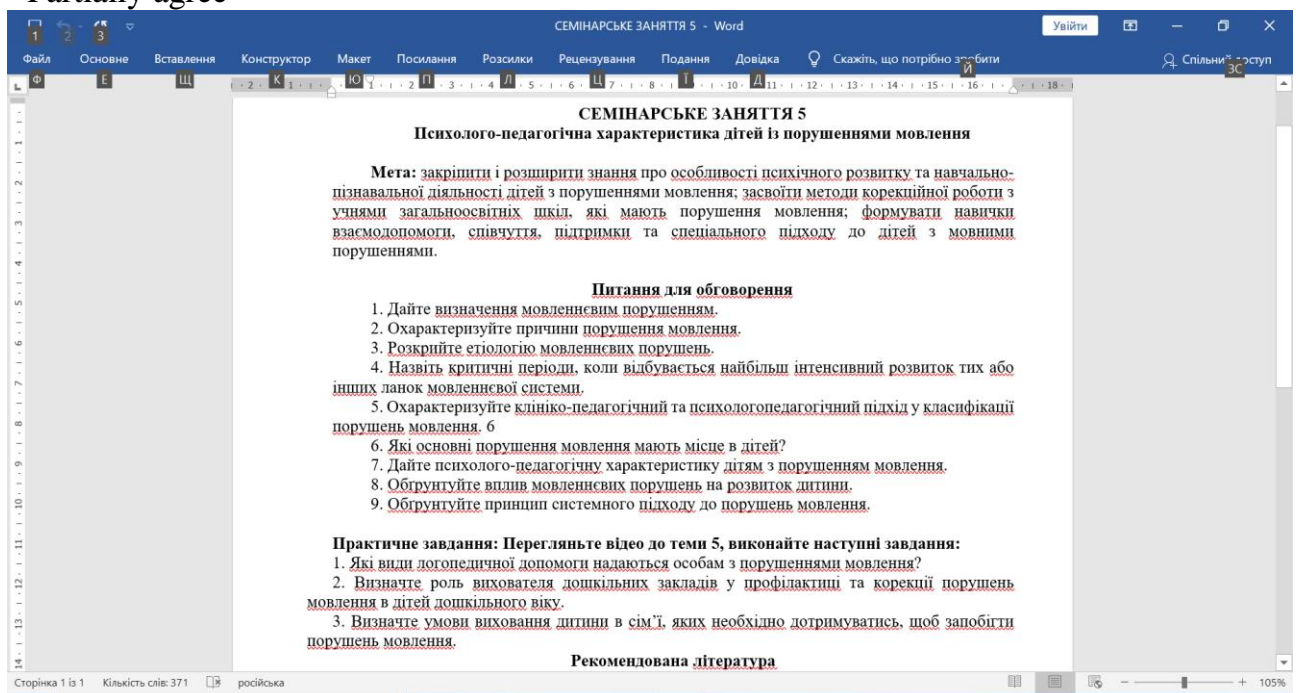 Partially agree
1 2 3 СЕМІНАРСЬКЕ ЗАНЯТТЯ 5 - Word Увійти
Файл Основне Вставлення Конструктор Макет Посилання Розсилки Рецензування Подання Довідка Скажіть, що потрібно зробити Спільний доступ
Ф Е Щ К Ю П Л Ц Ї Д Й ЗС
СЕМІНАРСЬКЕ ЗАНЯТТЯ 5
Психолого-педагогічна характеристика дітей із порушеннями мовлення
Мета: закріпити і розширити знання про особливості психічного розвитку та навчально-
пізнавальної діяльності дітей з порушеннями мовлення; засвоїти методи корекційної роботи з
учнями загальноосвітніх шкіл, які мають порушення мовлення; формувати навички
взаємодопомоги, співчуття, підтримки та спеціального підходу до дітей з мовними
порушеннями.
Питання для обговорення
1. Дайте визначення мовленнєвим порушенням.
2. Охарактеризуйте причини порушення мовлення.
3. Розкрийте етіологію мовленнєвих порушень.
4. Назвіть критичні періоди, коли відбувається найбільш інтенсивний розвиток тих або
інших ланок мовленнєвої системи.
5. Охарактеризуйте клініко-педагогічний та психологопедагогічний підхід у класифікації
порушень мовлення. 6
6. Які основні порушення мовлення мають місце в дітей?
7. Дайте психолого-педагогічну характеристику дітям з порушенням мовлення.
8. Обґрунтуйте вплив мовленнєвих порушень на розвиток дитини.
9. Обґрунтуйте принцип системного підходу до порушень мовлення.
Практичне завдання: Перегляньте відео до теми 5, виконайте наступні завдання:
1. Які види логопедичної допомоги надаються особам з порушеннями мовлення?
2. Визначте роль вихователя дошкільних закладів у профілактиці та корекції порушень
мовлення в дітей дошкільного віку.
3. Визначте умови виховання дитини в сім’ї, яких необхідно дотримуватись, щоб запобігти
порушень мовлення.
Рекомендована література
Сторінка 1 із 1 Кількість слів: 371 російська 105%